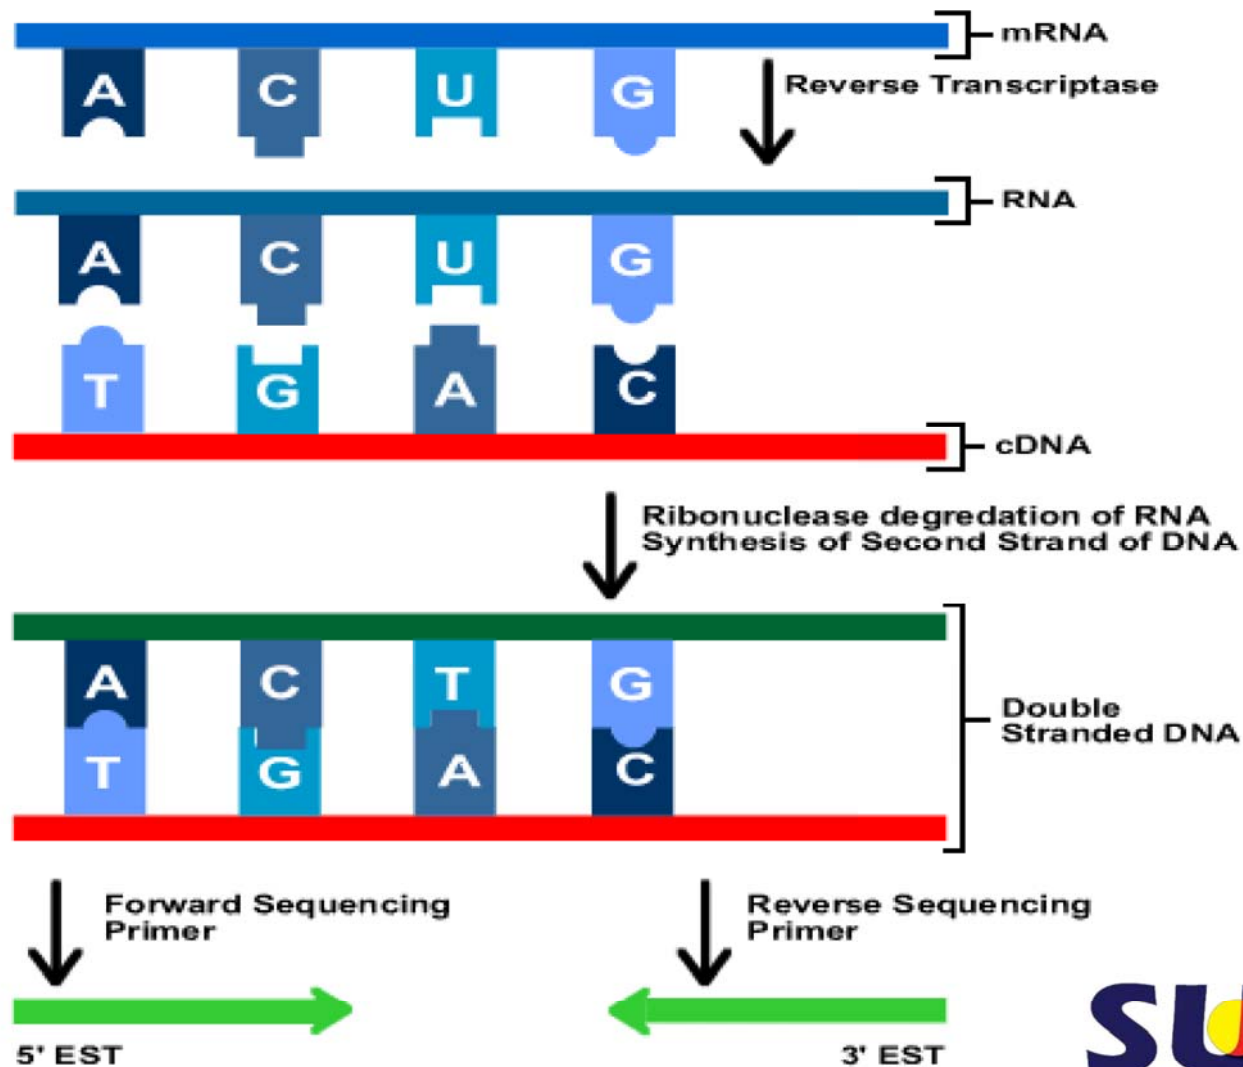 mRNA
A C U G
Reverse Transcriptase
RNA
A C U G
T G A C
cDNA
Ribonuclease degredation of RNA
Synthesis of Second Strand of DNA
A C T G
T G A C
Double
Stranded DNA
Forward Sequencing
Primer
Reverse Sequencing
Primer
5' EST
3' EST